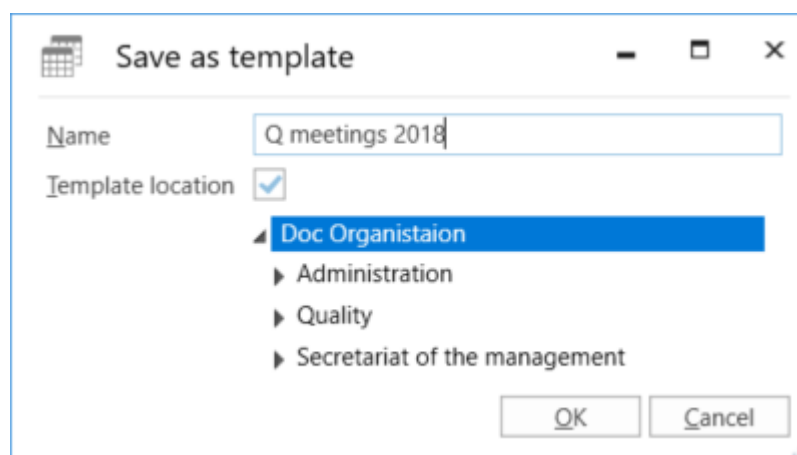 Save as template
Name Q meetings 2018
Template location
Doc Organistaion
Administration
Quality
Secretariat of the management
OK Cancel